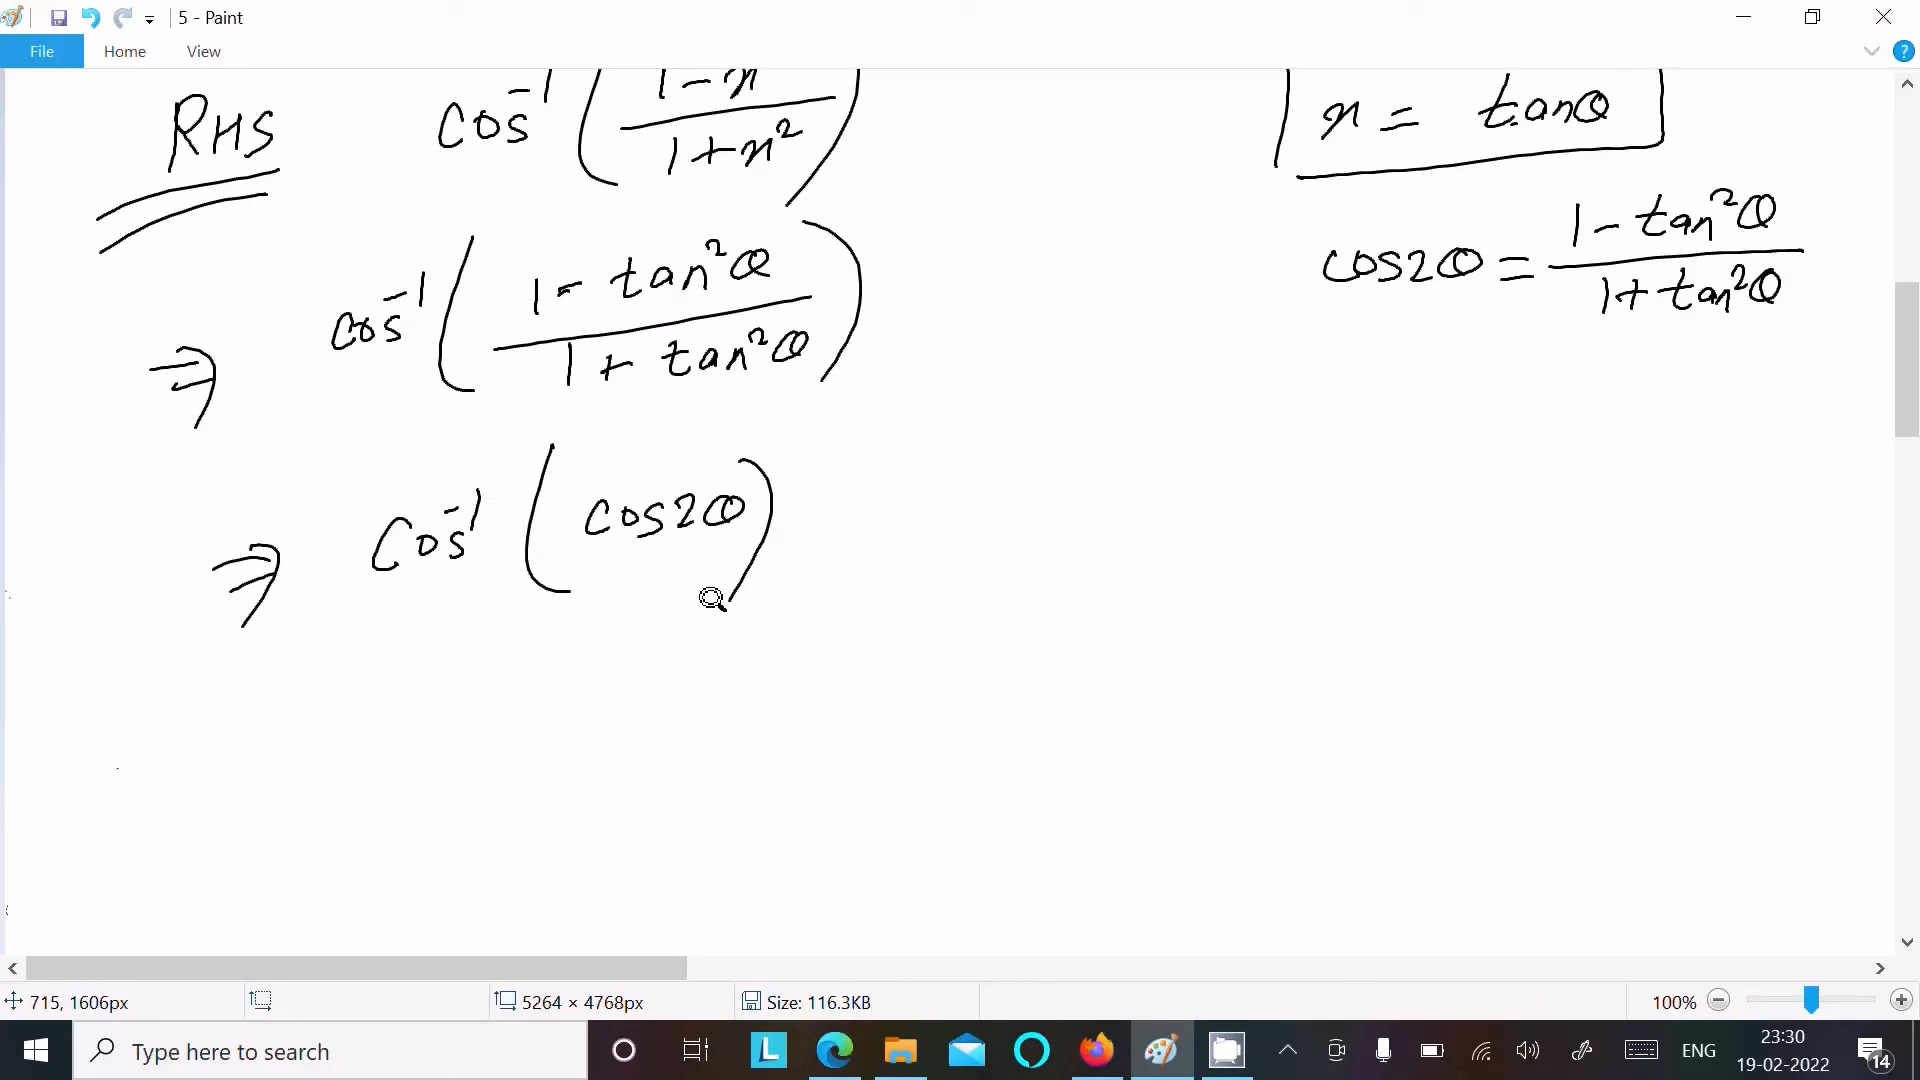 5 - Paint
File Home View
RHS cos⁻¹ ( 1 - x / 1 + x² )
x = tanθ
cos2θ = 1 - tan²θ / 1 + tan²θ
⇒ cos⁻¹ ( 1 - tan²θ / 1 + tan²θ )
⇒ cos⁻¹ ( cos2θ )
715, 1606px 5264 × 4768px Size: 116.3KB 100%
Type here to search
L
ENG
23:30
19-02-2022
14